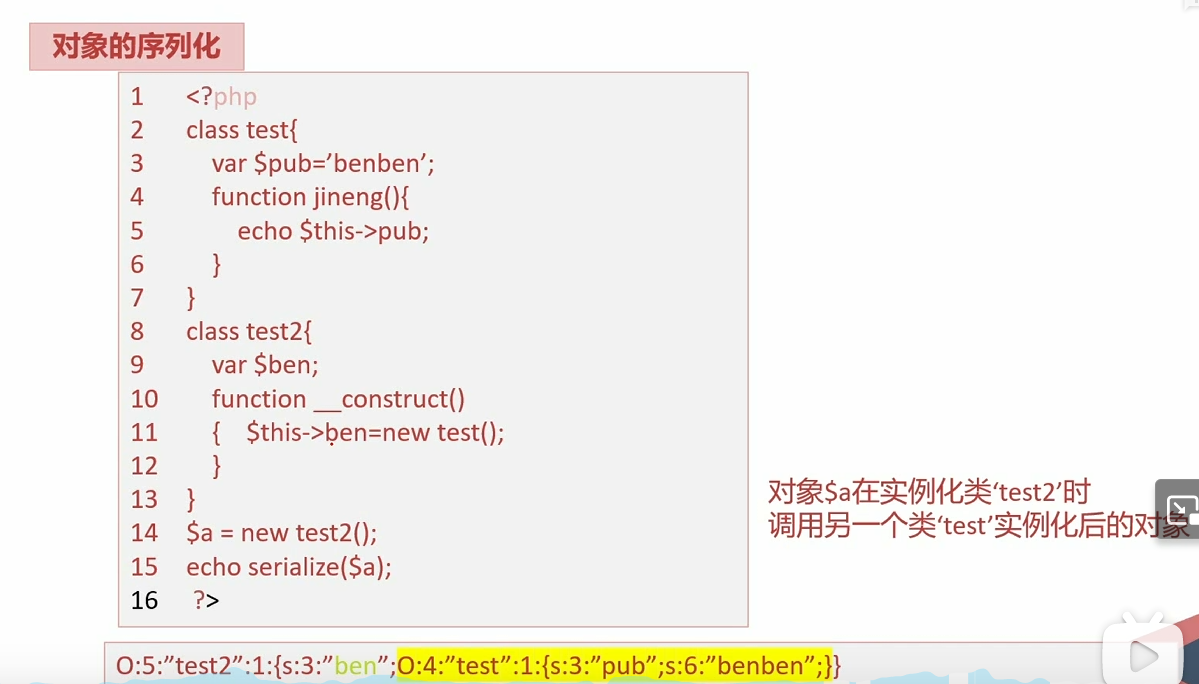 对象的序列化
1 <?php
2 class test{
3 var $pub=’benben’;
4 function jineng(){
5 echo $this->pub;
6 }
7 }
8 class test2{
9 var $ben;
10 function __construct()
11 { $this->ben=new test();
12 }
13 }
14 $a = new test2();
15 echo serialize($a);
16 ?>
对象$a在实例化类‘test2’时
调用另一个类‘test’实例化后的对象
O:5:”test2”:1:{s:3:”ben”;O:4:”test”:1:{s:3:”pub”;s:6:”benben”;}}